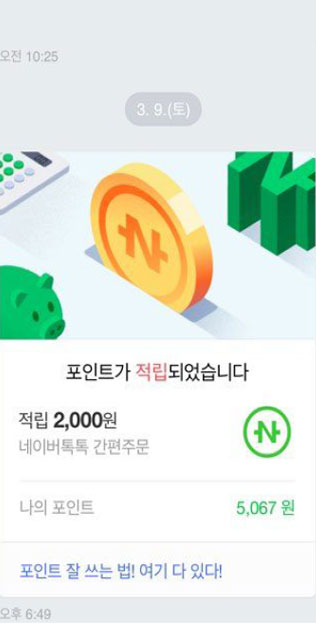 오전 10:25
3. 9.(토)
포인트가 적립되었습니다
적립 2,000원
네이버톡톡 간편주문
나의 포인트 5,067 원
포인트 잘 쓰는 법! 여기 다 있다!
오후 6:49